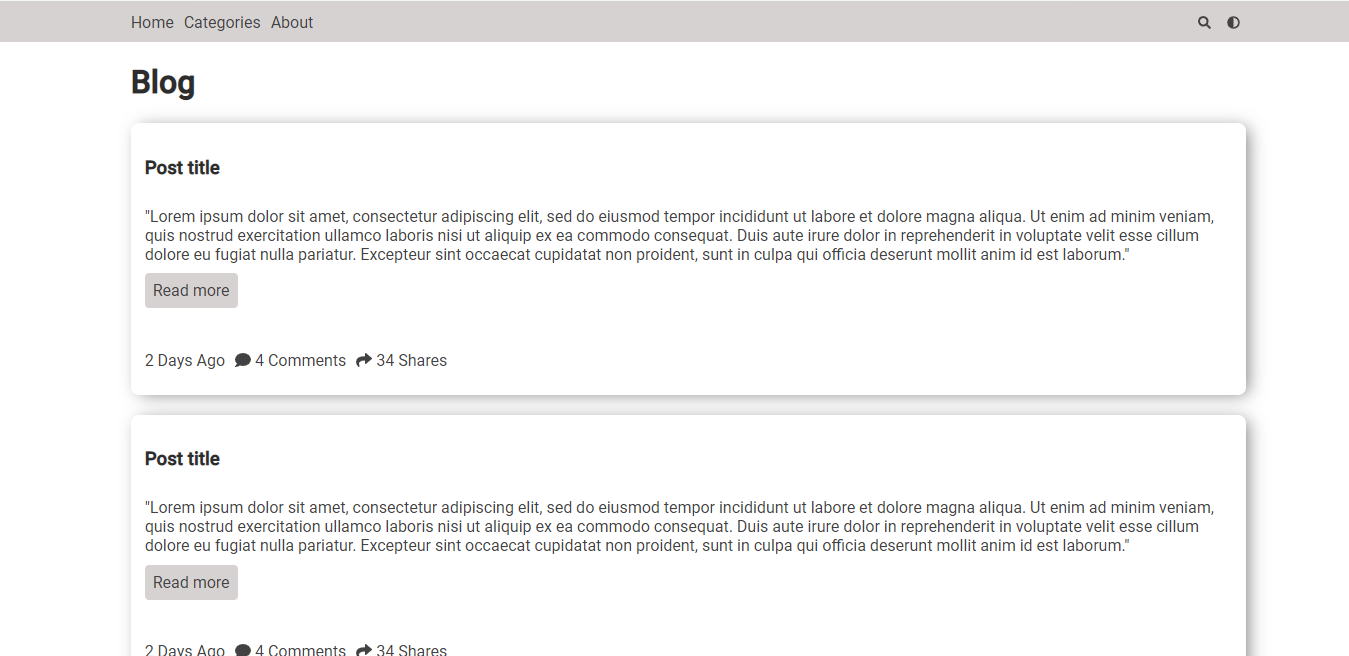 Home Categories About
Blog
Post title
"Lorem ipsum dolor sit amet, consectetur adipiscing elit, sed do eiusmod tempor incididunt ut labore et dolore magna aliqua. Ut enim ad minim veniam,
quis nostrud exercitation ullamco laboris nisi ut aliquip ex ea commodo consequat. Duis aute irure dolor in reprehenderit in voluptate velit esse cillum
dolore eu fugiat nulla pariatur. Excepteur sint occaecat cupidatat non proident, sunt in culpa qui officia deserunt mollit anim id est laborum."
Read more
2 Days Ago 4 Comments 34 Shares
Post title
"Lorem ipsum dolor sit amet, consectetur adipiscing elit, sed do eiusmod tempor incididunt ut labore et dolore magna aliqua. Ut enim ad minim veniam,
quis nostrud exercitation ullamco laboris nisi ut aliquip ex ea commodo consequat. Duis aute irure dolor in reprehenderit in voluptate velit esse cillum
dolore eu fugiat nulla pariatur. Excepteur sint occaecat cupidatat non proident, sunt in culpa qui officia deserunt mollit anim id est laborum."
Read more
2 Days Ago 4 Comments 34 Shares